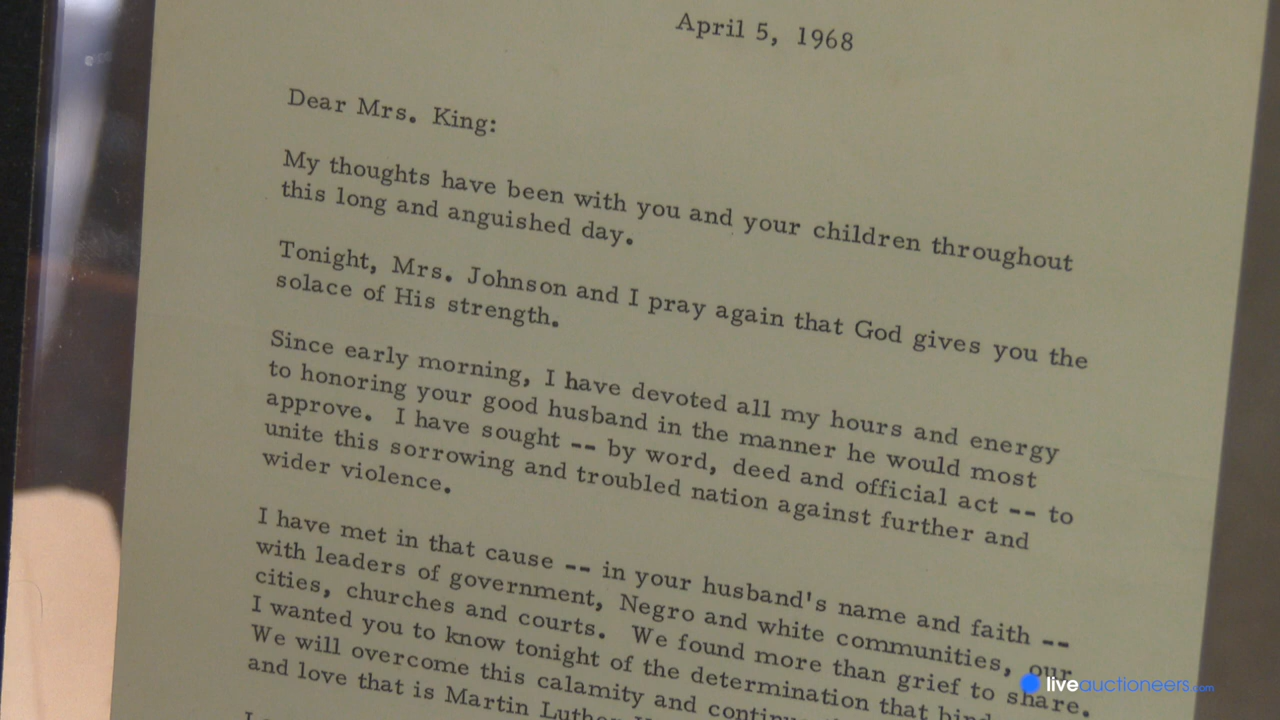 April 5, 1968
Dear Mrs. King:
My thoughts have been with you and your children throughout
this long and anguished day.
Tonight, Mrs. Johnson and I pray again that God gives you the
solace of His strength.
Since early morning, I have devoted all my hours and energy
to honoring your good husband in the manner he would most
approve. I have sought -- by word, deed and official act -- to
unite this sorrowing and troubled nation against further and
wider violence.
I have met in that cause -- in your husband's name and faith --
with leaders of government, Negro and white communities, our
cities, churches and courts. We found more than grief to share.
I wanted you to know tonight of the determination that
We will overcome this calamity and
and love that is Martin Luther
liveauctioneers.com